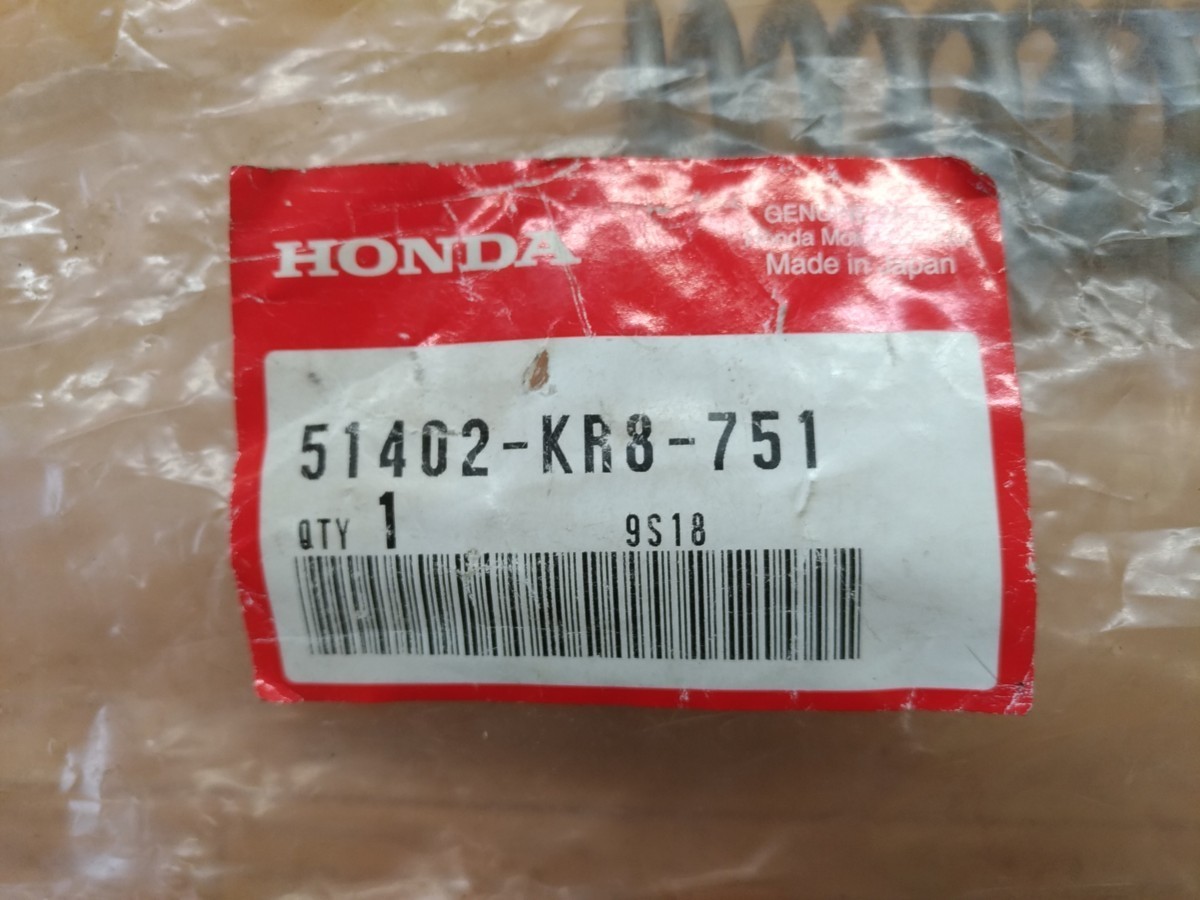 HONDA
Made in Japan
51402-KR8-751
QTY 1 9S18